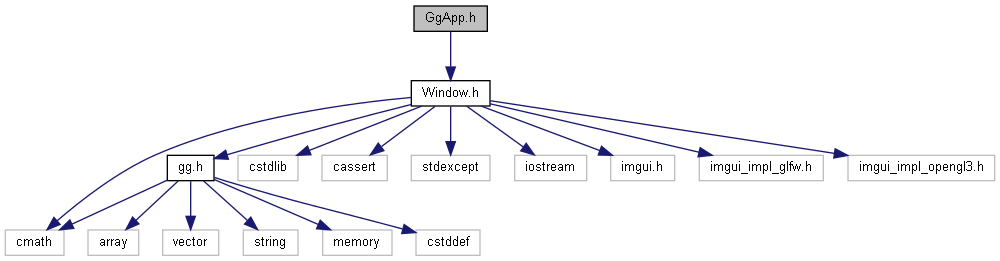 GgApp.h
Window.h
gg.h
cstdlib
cassert
stdexcept
iostream
imgui.h
imgui_impl_glfw.h
imgui_impl_opengl3.h
cmath
array
vector
string
memory
cstddef